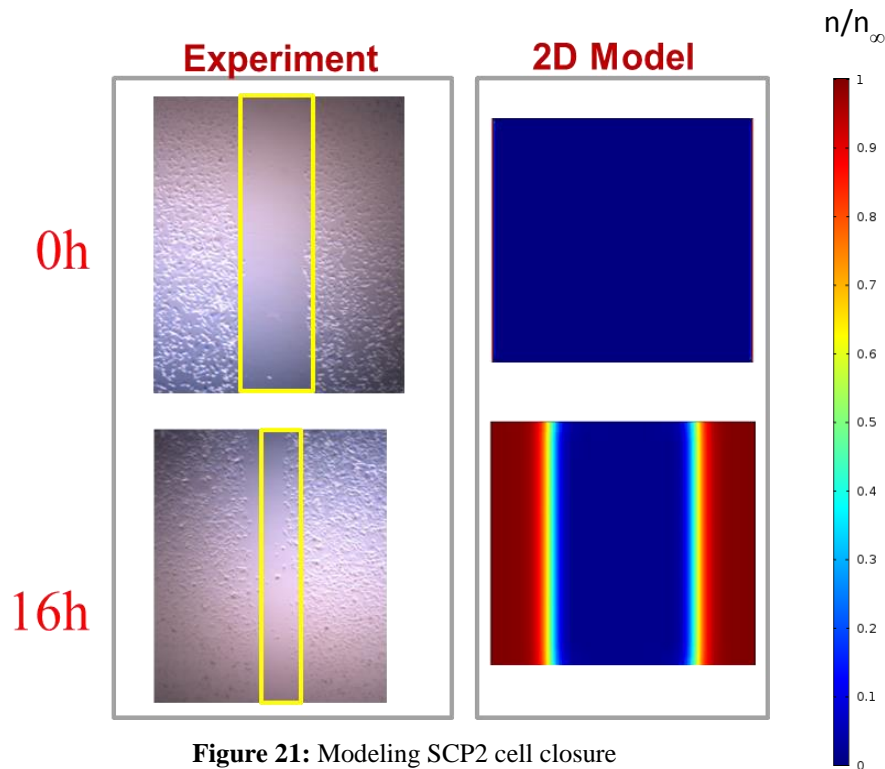 n/n∞
Experiment
2D Model
0h
16h
1
0.9
0.8
0.7
0.6
0.5
0.4
0.3
0.2
0.1
0
Figure 21: Modeling SCP2 cell closure